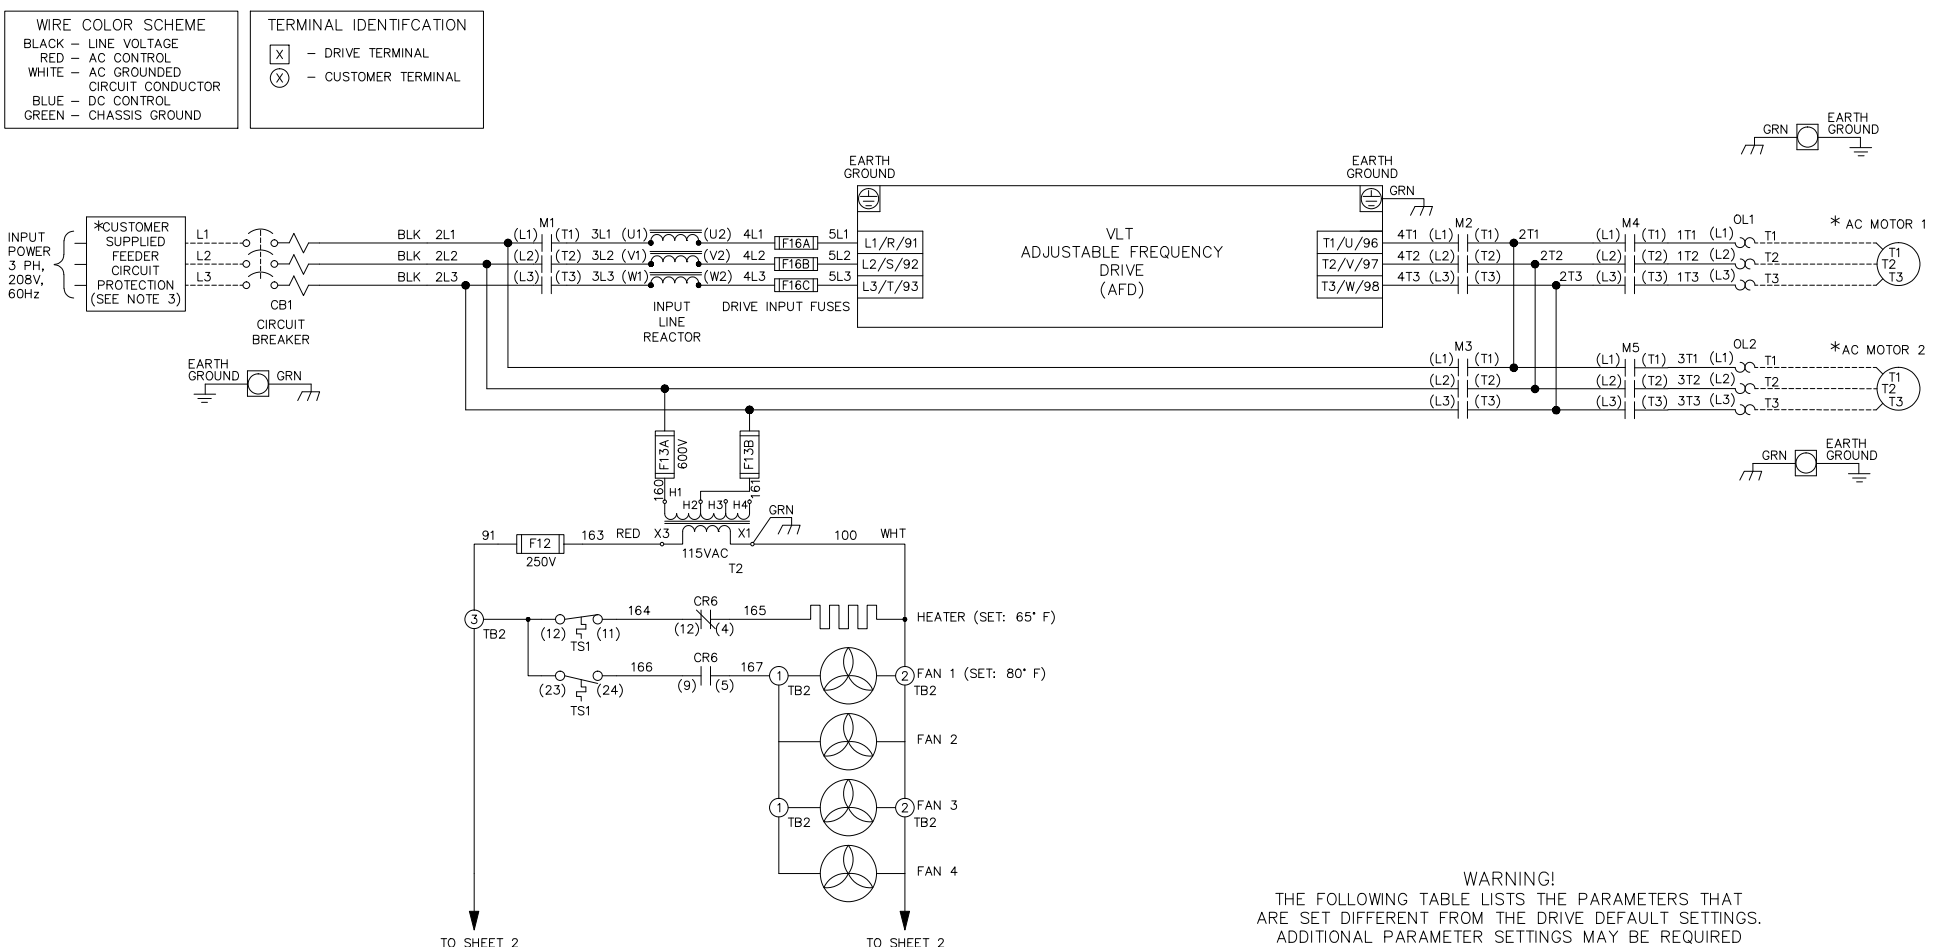 WIRE COLOR SCHEME
BLACK – LINE VOLTAGE
RED – AC CONTROL
WHITE – AC GROUNDED
CIRCUIT CONDUCTOR
BLUE – DC CONTROL
GREEN – CHASSIS GROUND
TERMINAL IDENTIFCATION
X – DRIVE TERMINAL
X – CUSTOMER TERMINAL
GRN
EARTH
GROUND
INPUT
POWER
3 PH,
208V,
60Hz
*CUSTOMER
SUPPLIED
FEEDER
CIRCUIT
PROTECTION
(SEE NOTE 3)
L1
L2
L3
CB1
CIRCUIT
BREAKER
EARTH
GROUND
GRN
M1
BLK 2L1 (L1) (T1) 3L1 (U1) (U2) 4L1 F16A 5L1
BLK 2L2 (L2) (T2) 3L2 (V1) (V2) 4L2 F16B 5L2
BLK 2L3 (L3) (T3) 3L3 (W1) (W2) 4L3 F16C 5L3
INPUT
LINE
REACTOR
DRIVE INPUT FUSES
EARTH
GROUND
L1/R/91
L2/S/92
L3/T/93
VLT
ADJUSTABLE FREQUENCY
DRIVE
(AFD)
EARTH
GROUND
GRN
T1/U/96
T2/V/97
T3/W/98
M2 M4 OL1 * AC MOTOR 1
4T1 (L1) (T1) 2T1 (L1) (T1) 1T1 (L1) T1
4T2 (L2) (T2) 2T2 (L2) (T2) 1T2 (L2) T2
4T3 (L3) (T3) 2T3 (L3) (T3) 1T3 (L3) T3
T1
T2
T3
M3 M5 OL2 *AC MOTOR 2
(L1) (T1) (L1) (T1) 3T1 (L1) T1
(L2) (T2) (L2) (T2) 3T2 (L2) T2
(L3) (T3) (L3) (T3) 3T3 (L3) T3
T1
T2
T3
GRN
EARTH
GROUND
F13A
600V
F13B
160
161
H1
H2 H3 H4
GRN
91 F12 163 RED X3 X1 100 WHT
250V
115VAC
T2
3
TB2
(12) (11)
TS1
164
CR6
(12) (4)
165
HEATER (SET: 65° F)
(23) (24)
TS1
166
CR6
(9) (5)
167
1
TB2
2
TB2
FAN 1 (SET: 80° F)
FAN 2
1
TB2
2
TB2
FAN 3
FAN 4
TO SHEET 2
TO SHEET 2
WARNING!
THE FOLLOWING TABLE LISTS THE PARAMETERS THAT
ARE SET DIFFERENT FROM THE DRIVE DEFAULT SETTINGS.
ADDITIONAL PARAMETER SETTINGS MAY BE REQUIRED